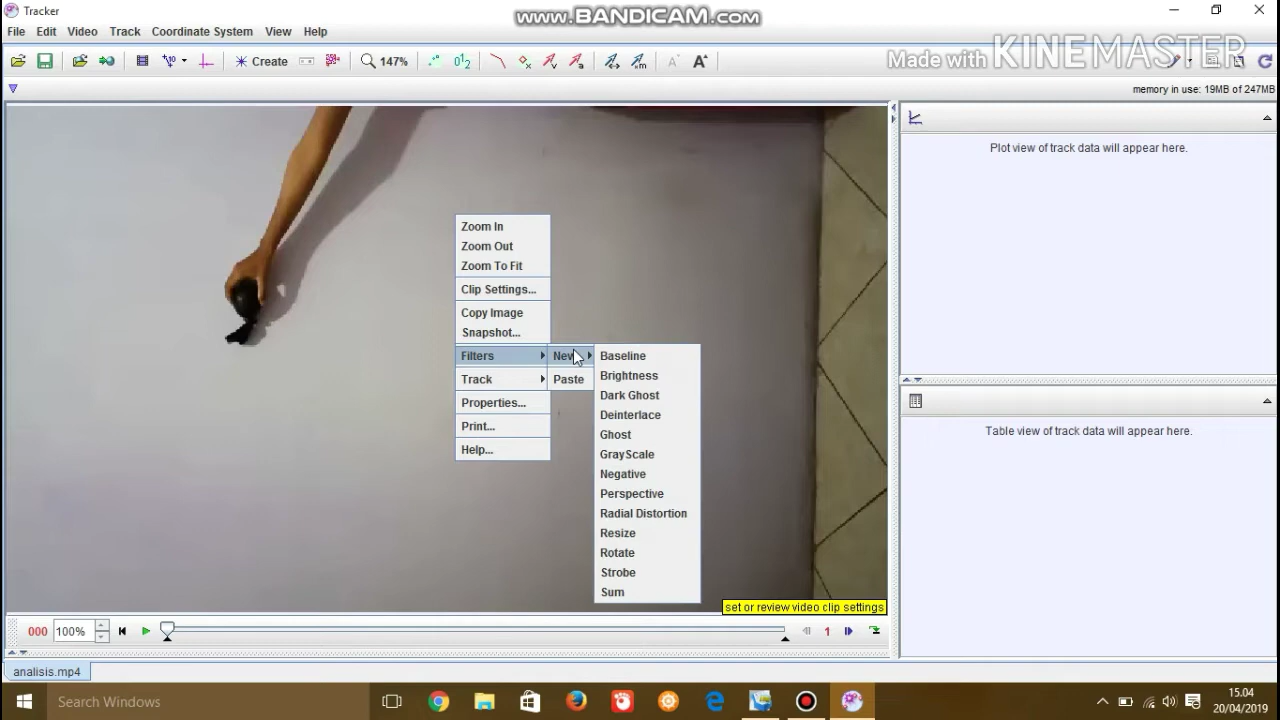 Tracker
www.BANDICAM.com
File Edit Video Track Coordinate System View Help
Create
147%
Made with KINEMASTER
memory in use: 19MB of 247MB
Plot view of track data will appear here.
Zoom In
Zoom Out
Zoom To Fit
Clip Settings...
Copy Image
Snapshot...
Filters
New
Baseline
Brightness
Track
Paste
Dark Ghost
Properties...
Deinterlace
Print...
Ghost
Help...
GrayScale
Negative
Perspective
Radial Distortion
Resize
Rotate
Strobe
Sum
Table view of track data will appear here.
set or review video clip settings
000 100% 1
analisis.mp4
Search Windows
15.04
20/04/2019